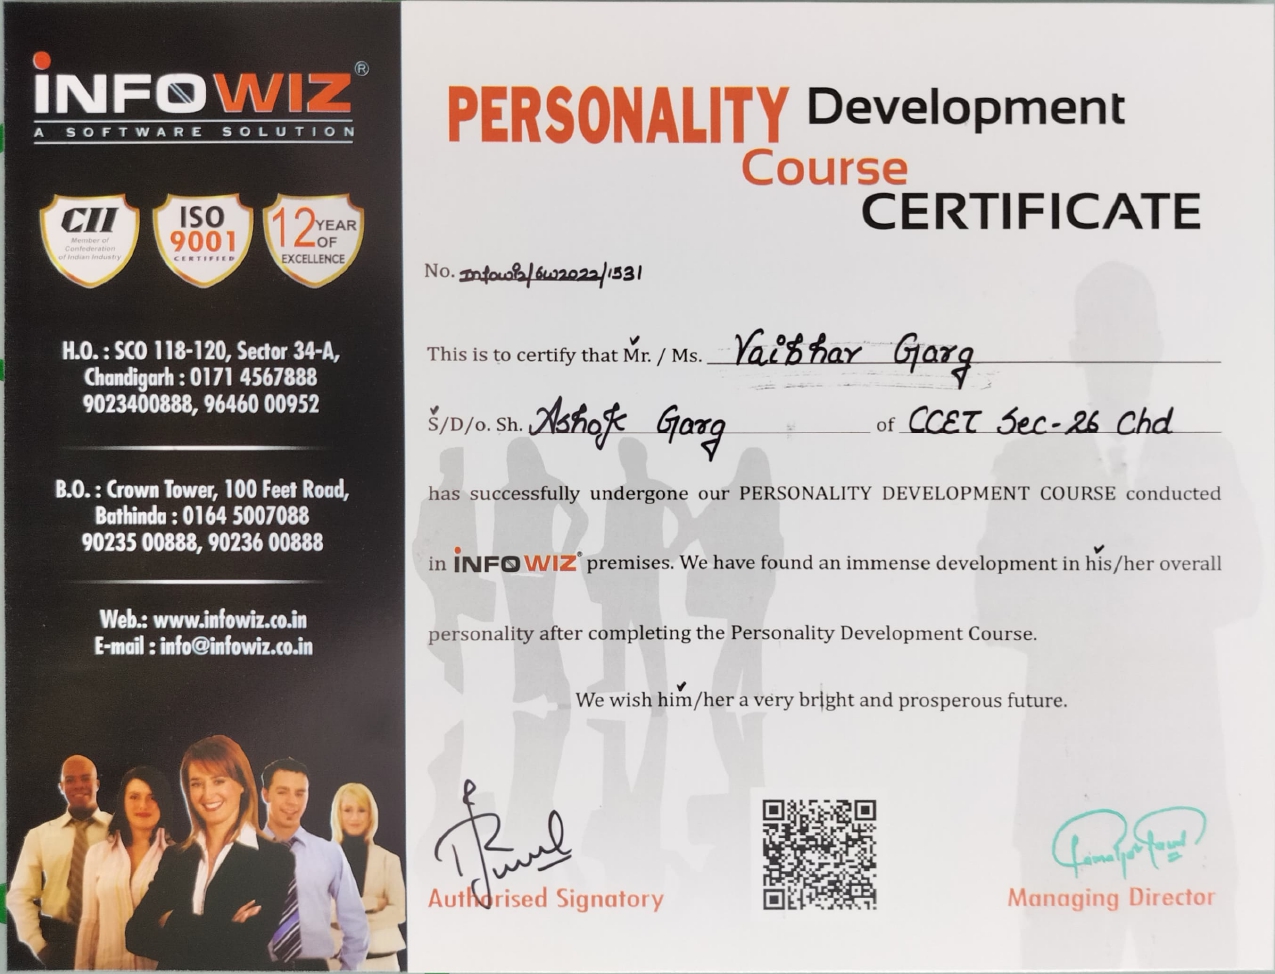 iNFOWIZ®
A SOFTWARE SOLUTION
CII
Member of
Confederation
of Indian Industry
ISO
9001
CERTIFIED
12 YEAR
OF
EXCELLENCE
H.O. : SCO 118-120, Sector 34-A,
Chandigarh : 0171 4567888
9023400888, 96460 00952
B.O. : Crown Tower, 100 Feet Road,
Bathinda : 0164 5007088
90235 00888, 90236 00888
Web.: www.infowiz.co.in
E-mail : info@infowiz.co.in
PERSONALITY Development
Course
CERTIFICATE
No. /1531
This is to certify that Mr. / Ms. Vaibhav Garg
S/D/o. Sh. Ashok Garg of CCET Sec-26 Chd
has successfully undergone our PERSONALITY DEVELOPMENT COURSE conducted
in iNFOWIZ® premises. We have found an immense development in his/her overall
personality after completing the Personality Development Course.
We wish him/her a very bright and prosperous future.
Authorised Signatory
Managing Director